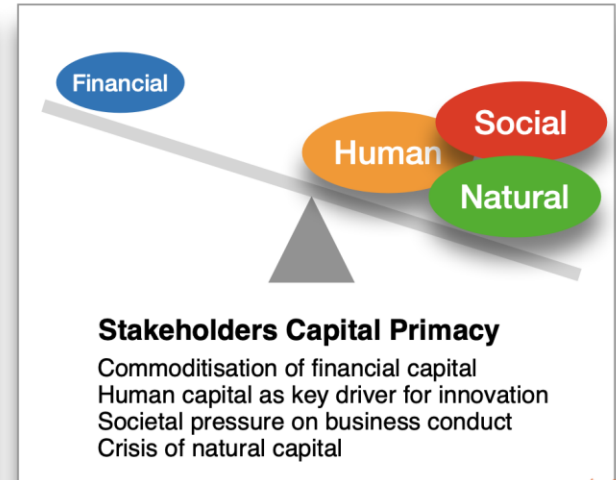 Financial
Social
Human
Natural
Stakeholders Capital Primacy
Commoditisation of financial capital
Human capital as key driver for innovation
Societal pressure on business conduct
Crisis of natural capital